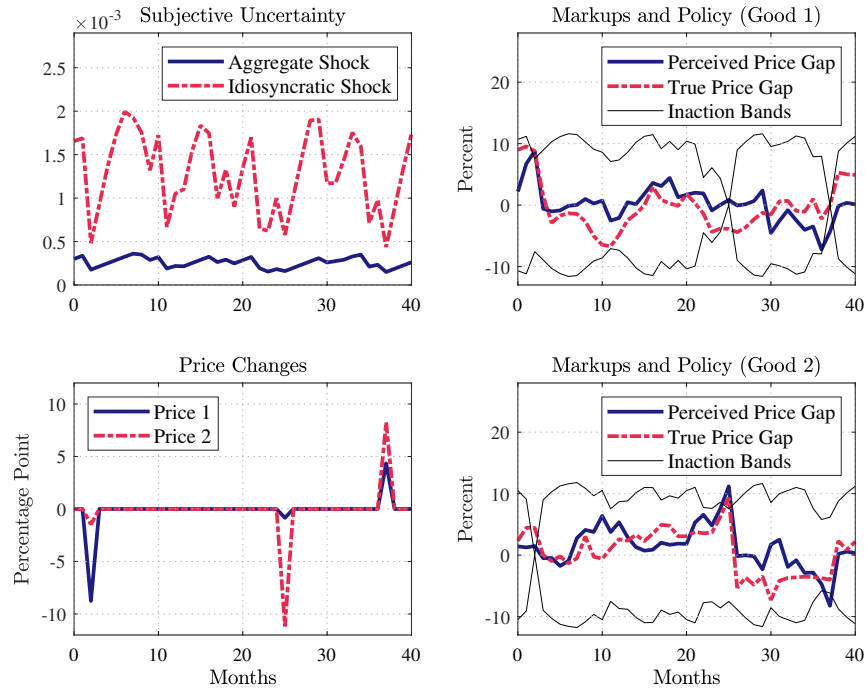 Subjective Uncertainty
×10⁻³
2.5
2
1.5
1
0.5
0
0 10 20 30 40
Aggregate Shock
Idiosyncratic Shock
Markups and Policy (Good 1)
Percent
20
10
0
-10
0 10 20 30 40
Perceived Price Gap
True Price Gap
Inaction Bands
Price Changes
Percentage Point
10
5
0
-5
-10
0 10 20 30 40
Months
Price 1
Price 2
Markups and Policy (Good 2)
Percent
20
10
0
-10
0 10 20 30 40
Months
Perceived Price Gap
True Price Gap
Inaction Bands